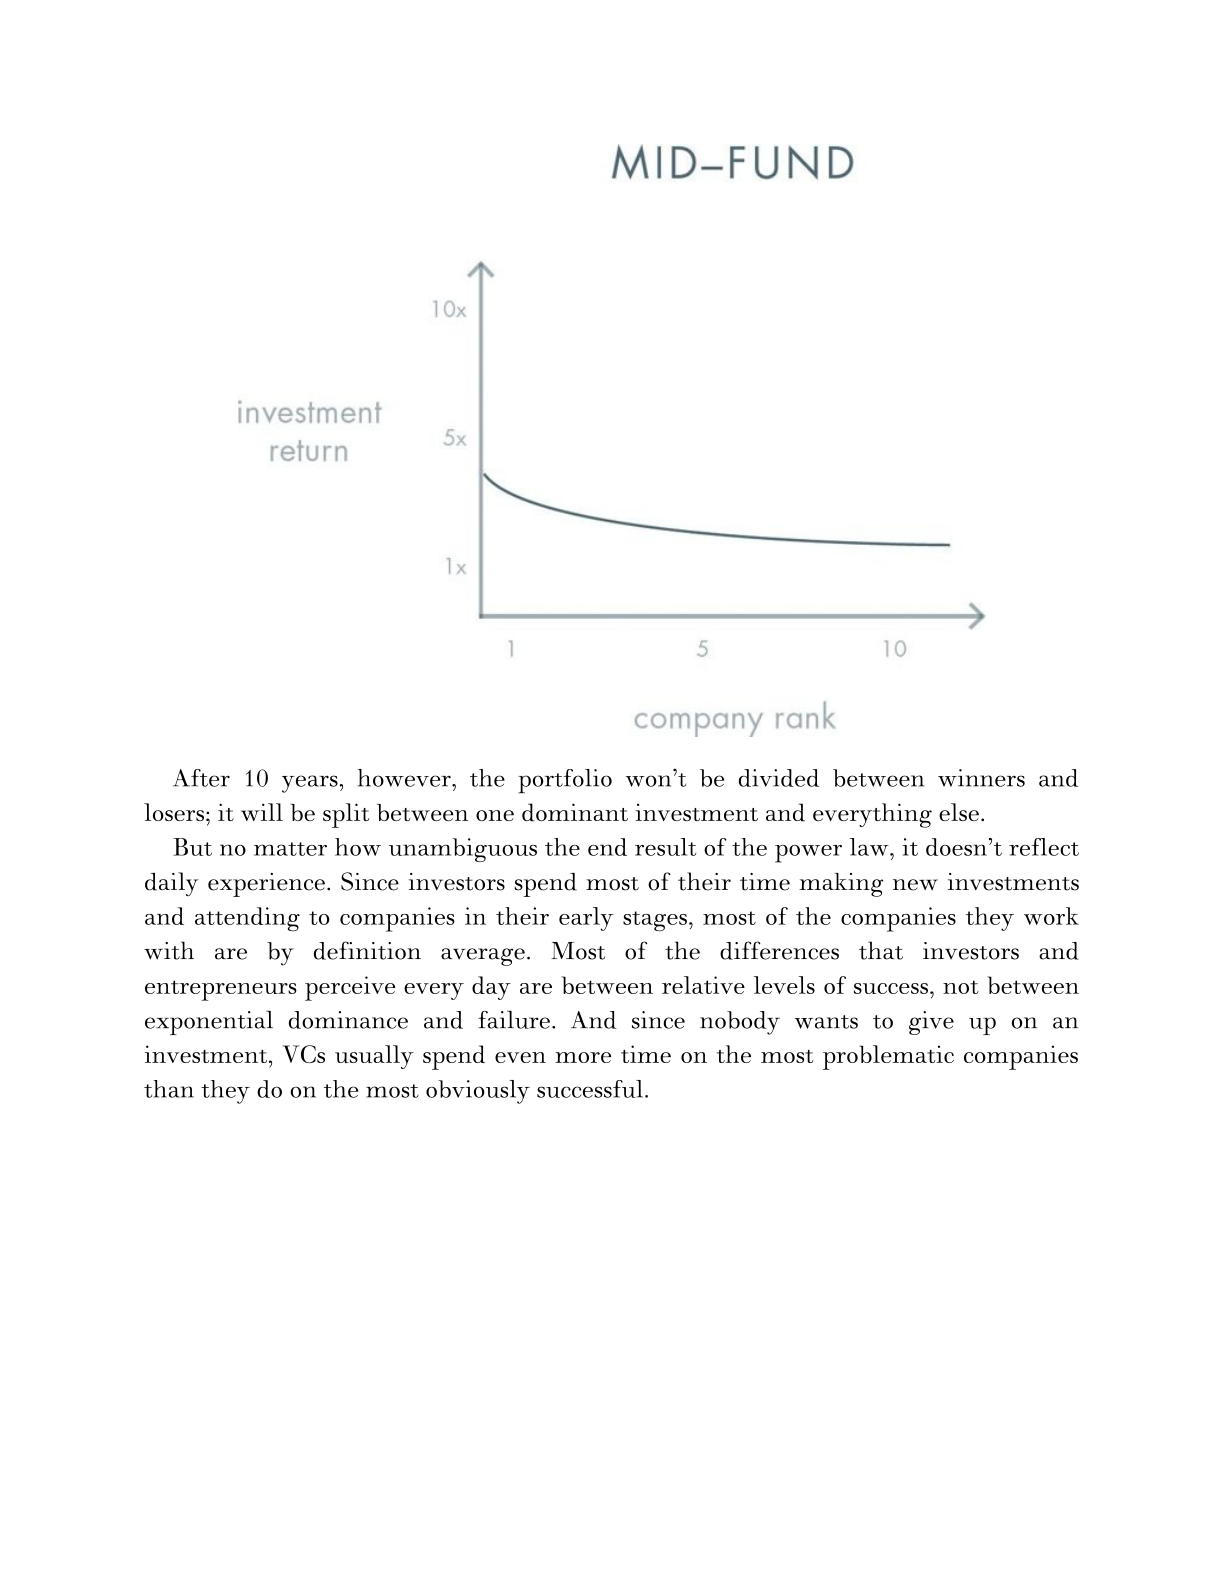 MID–FUND
10x
investment
return
5x
1x
1 5 10
company rank
After 10 years, however, the portfolio won’t be divided between winners and
losers; it will be split between one dominant investment and everything else.
But no matter how unambiguous the end result of the power law, it doesn’t reflect
daily experience. Since investors spend most of their time making new investments
and attending to companies in their early stages, most of the companies they work
with are by definition average. Most of the differences that investors and
entrepreneurs perceive every day are between relative levels of success, not between
exponential dominance and failure. And since nobody wants to give up on an
investment, VCs usually spend even more time on the most problematic companies
than they do on the most obviously successful.